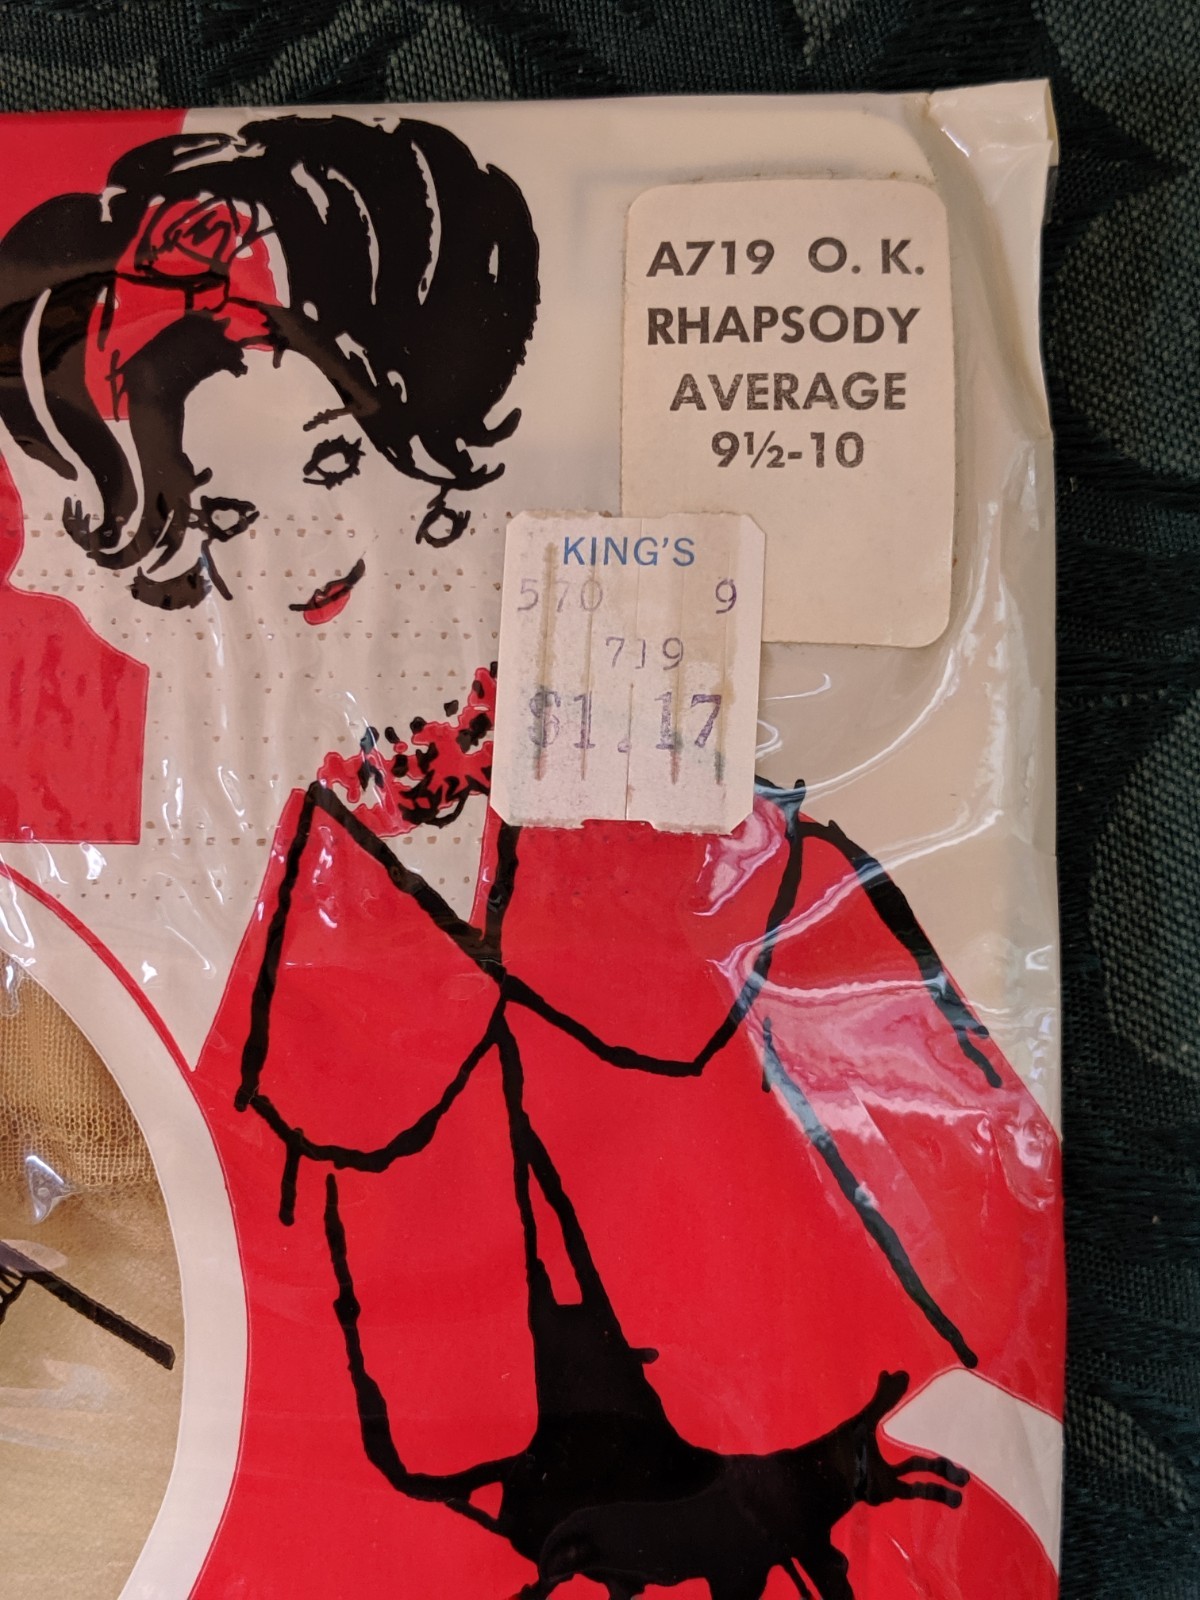 A719 O. K.
RHAPSODY
AVERAGE
9½-10
KING'S
570 9
719
$1.17